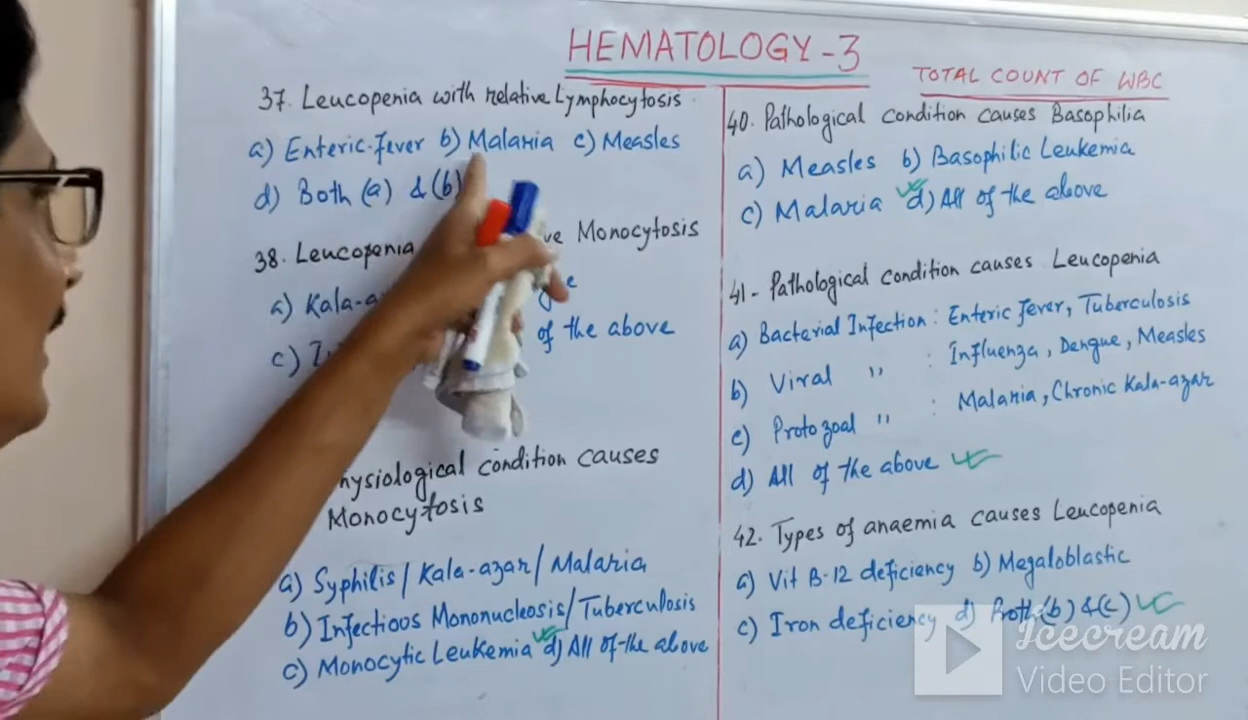 HEMATOLOGY-3
TOTAL COUNT OF WBC
37. Leucopenia with relative Lymphocytosis
a) Enteric fever b) Malaria c) Measles
d) Both (a) & (b)
38. Leucopenia Monocytosis
a) Kala-a
c) of the above
hysiological condition causes
Monocytosis
a) Syphilis/Kala-azar/Malaria
b) Infectious Mononucleosis/Tuberculosis
c) Monocytic Leukemia d) All of the above
40. Pathological condition causes Basophilia
a) Measles b) Basophilic Leukemia
c) Malaria d) All of the above
41- Pathological condition causes Leucopenia
a) Bacterial Infection: Enteric fever, Tuberculosis
b) Viral " : Influenza, Dengue, Measles
c) Protozoal " : Malaria, Chronic Kala-azar
d) All of the above
42. Types of anaemia causes Leucopenia
a) Vit B-12 deficiency b) Megaloblastic
c) Iron deficiency d) Both (b) & (c)
Icecream
Video Editor